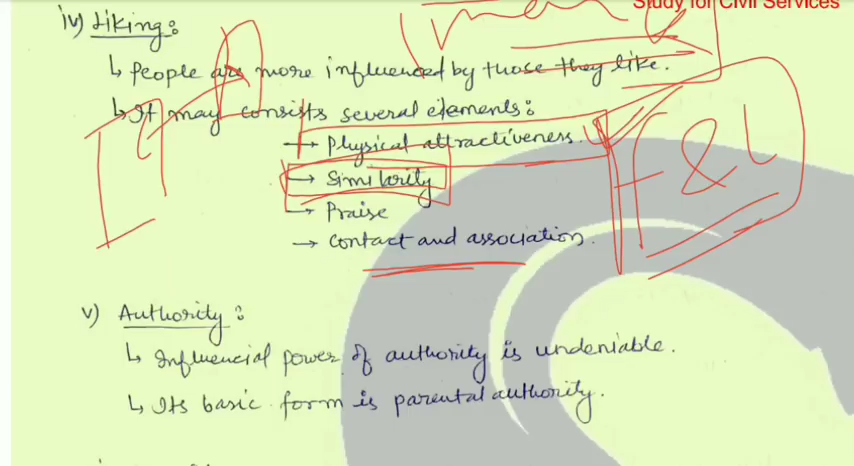 Study for Civil Services
iv) Liking :
↳ People are more influenced by those they like.
↳ It may consists several elements :
→ Physical attractiveness.
→ Similarity
→ Praise
→ Contact and association.
F & L
v) Authority :
↳ Influencial power of authority is undeniable.
↳ Its basic form is parental authority.